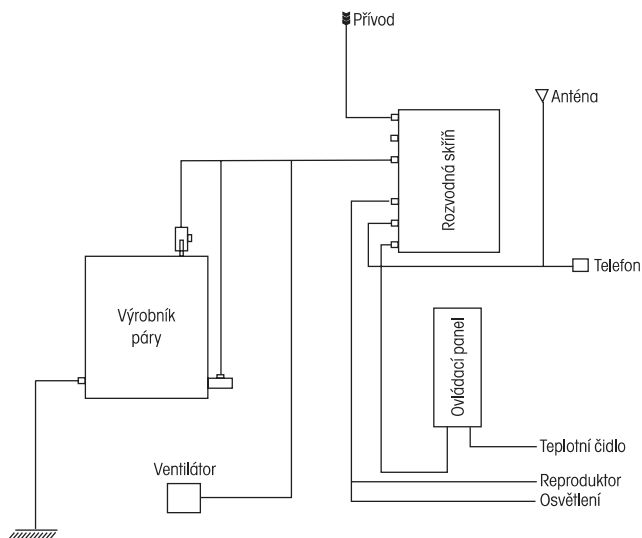 Přívod
Anténa
Rozvodná skříň
Telefon
Výrobník
páry
Ovládací panel
Teplotní čidlo
Ventilátor
Reproduktor
Osvětlení